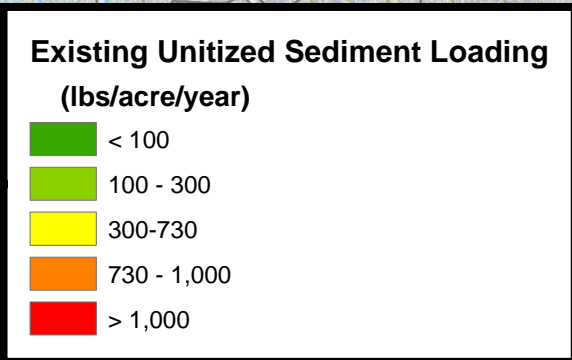 Existing Unitized Sediment Loading
(lbs/acre/year)
< 100
100 - 300
300-730
730 - 1,000
> 1,000